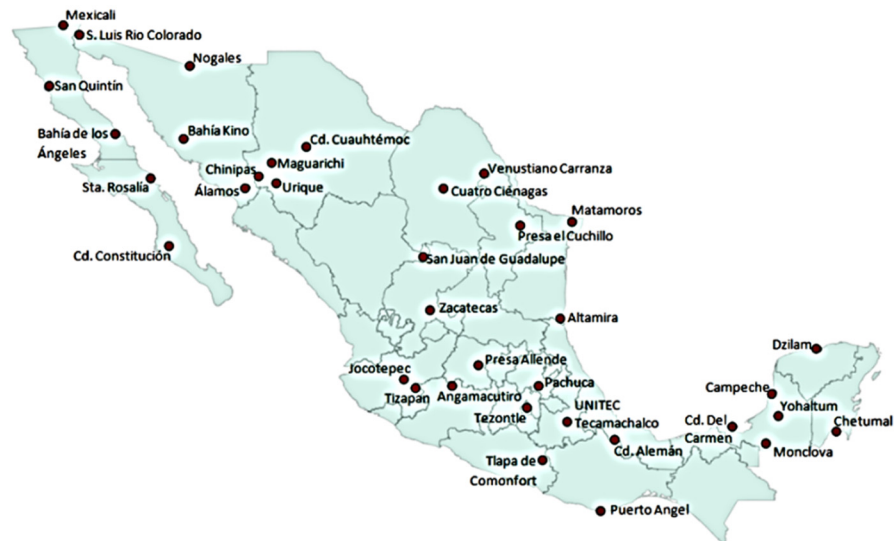 Mexicali
S. Luis Rio Colorado
Nogales
San Quintín
Bahía de los
Ángeles
Bahía Kino
Cd. Cuauhtémoc
Maguarichi
Chinipas
Urique
Álamos
Sta. Rosalía
Cd. Constitución
Venustiano Carranza
Cuatro Ciénagas
Matamoros
Presa el Cuchillo
San Juan de Guadalupe
Zacatecas
Altamira
Jocotepec
Presa Allende
Tizapan
Angamacutiro
Pachuca
Tezontle
UNITEC
Tecamachalco
Cd. Alemán
Tlapa de
Comonfort
Puerto Angel
Dzilam
Campeche
Yohaltum
Cd. Del
Carmen
Chetumal
Monclova